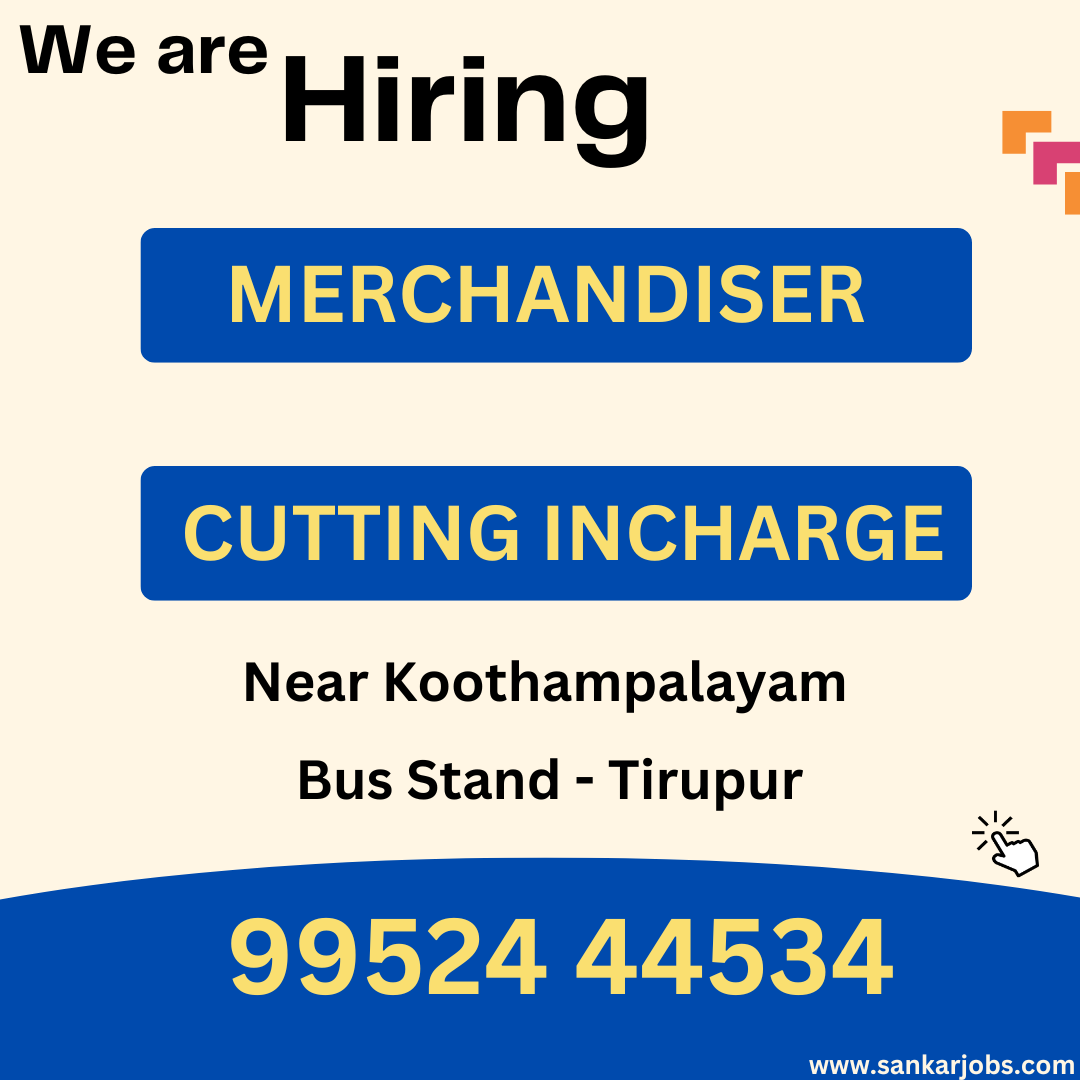 We are
Hiring
MERCHANDISER
CUTTING INCHARGE
Near Koothampalayam
Bus Stand - Tirupur
99524 44534
www.sankarjobs.com